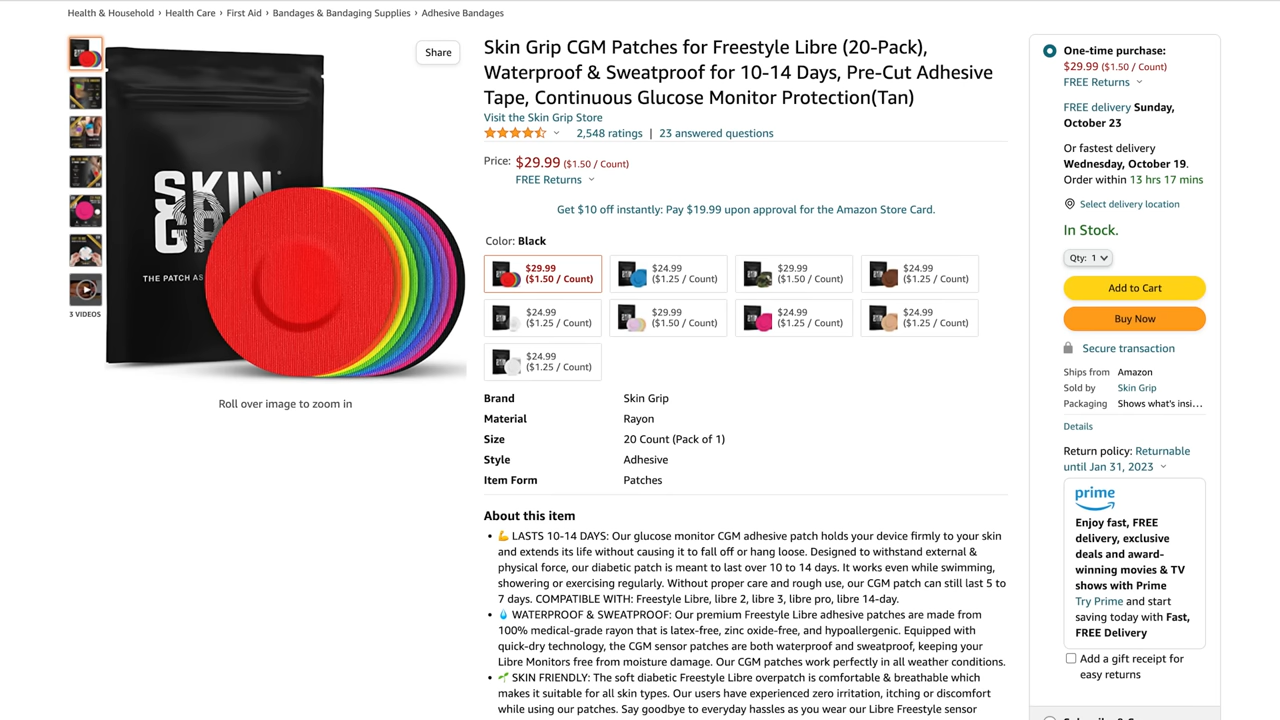 Health & Household › Health Care › First Aid › Bandages & Bandaging Supplies › Adhesive Bandages
Share
SKIN
GR
THE PATCH AS
3 VIDEOS
Roll over image to zoom in
Skin Grip CGM Patches for Freestyle Libre (20-Pack),
Waterproof & Sweatproof for 10-14 Days, Pre-Cut Adhesive
Tape, Continuous Glucose Monitor Protection(Tan)
Visit the Skin Grip Store
2,548 ratings | 23 answered questions
Price: $29.99 ($1.50 / Count)
FREE Returns
Get $10 off instantly: Pay $19.99 upon approval for the Amazon Store Card.
Color: Black
$29.99 ($1.50 / Count)
$24.99 ($1.25 / Count)
$29.99 ($1.50 / Count)
$24.99 ($1.25 / Count)
$24.99 ($1.25 / Count)
$29.99 ($1.50 / Count)
$24.99 ($1.25 / Count)
$24.99 ($1.25 / Count)
$24.99 ($1.25 / Count)
Brand Skin Grip
Material Rayon
Size 20 Count (Pack of 1)
Style Adhesive
Item Form Patches
About this item
• 💪 LASTS 10-14 DAYS: Our glucose monitor CGM adhesive patch holds your device firmly to your skin
and extends its life without causing it to fall off or hang loose. Designed to withstand external &
physical force, our diabetic patch is meant to last over 10 to 14 days. It works even while swimming,
showering or exercising regularly. Without proper care and rough use, our CGM patch can still last 5 to
7 days. COMPATIBLE WITH: Freestyle Libre, libre 2, libre 3, libre pro, libre 14-day.
• 💧 WATERPROOF & SWEATPROOF: Our premium Freestyle Libre adhesive patches are made from
100% medical-grade rayon that is latex-free, zinc oxide-free, and hypoallergenic. Equipped with
quick-dry technology, the CGM sensor patches are both waterproof and sweatproof, keeping your
Libre Monitors free from moisture damage. Our CGM patches work perfectly in all weather conditions.
• 🌱 SKIN FRIENDLY: The soft diabetic Freestyle Libre overpatch is comfortable & breathable which
makes it suitable for all skin types. Our users have experienced zero irritation, itching or discomfort
while using our patches. Say goodbye to everyday hassles as you wear our Libre Freestyle sensor
One-time purchase:
$29.99 ($1.50 / Count)
FREE Returns
FREE delivery Sunday,
October 23
Or fastest delivery
Wednesday, October 19.
Order within 13 hrs 17 mins
Select delivery location
In Stock.
Qty: 1
Add to Cart
Buy Now
Secure transaction
Ships from Amazon
Sold by Skin Grip
Packaging Shows what's insi…
Details
Return policy: Returnable
until Jan 31, 2023
prime
Enjoy fast, FREE
delivery, exclusive
deals and award-
winning movies & TV
shows with Prime
Try Prime and start
saving today with Fast,
FREE Delivery
Add a gift receipt for
easy returns